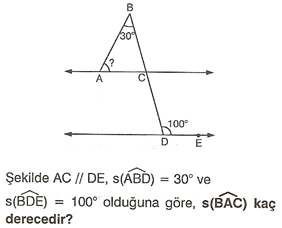 B
30°
?
A
C
100°
D
E
Şekilde AC // DE, s(ABD) = 30° ve
s(BDE) = 100° olduğuna göre, s(BAC) kaç
derecedir?